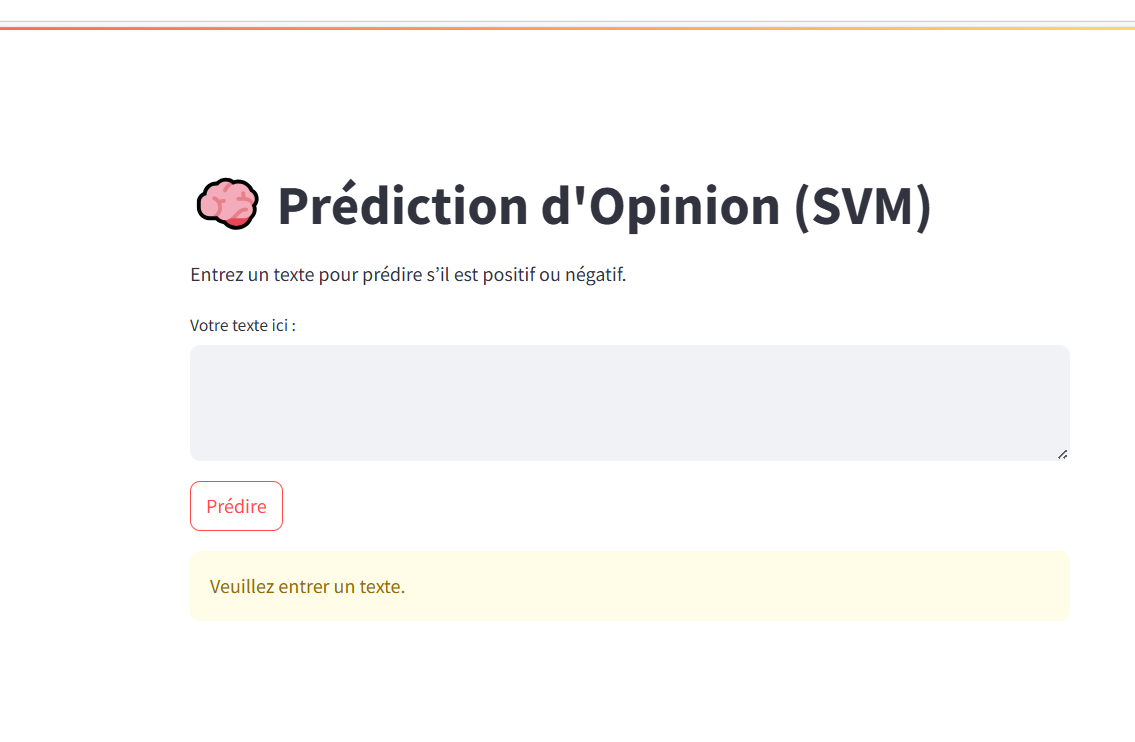 Prédiction d'Opinion (SVM)
Entrez un texte pour prédire s’il est positif ou négatif.
Votre texte ici :
Prédire
Veuillez entrer un texte.